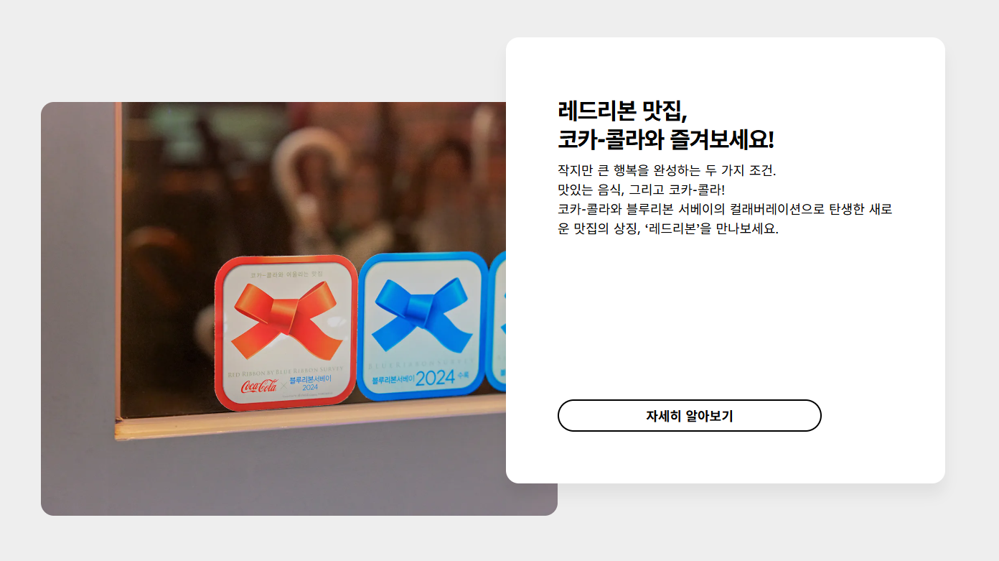 레드리본 맛집,
코카-콜라와 즐겨보세요!
작지만 큰 행복을 완성하는 두 가지 조건.
맛있는 음식, 그리고 코카-콜라!
코카-콜라와 블루리본 서베이의 컬래버레이션으로 탄생한 새로
운 맛집의 상징, ‘레드리본’을 만나보세요.
자세히 알아보기
코카-콜라와 어울리는 맛집
RED RIBBON BY BLUE RIBBON SURVEY
Coca-Cola × 블루리본서베이
2024
BLUE RIBBON SURVEY
블루리본서베이 2024 수록